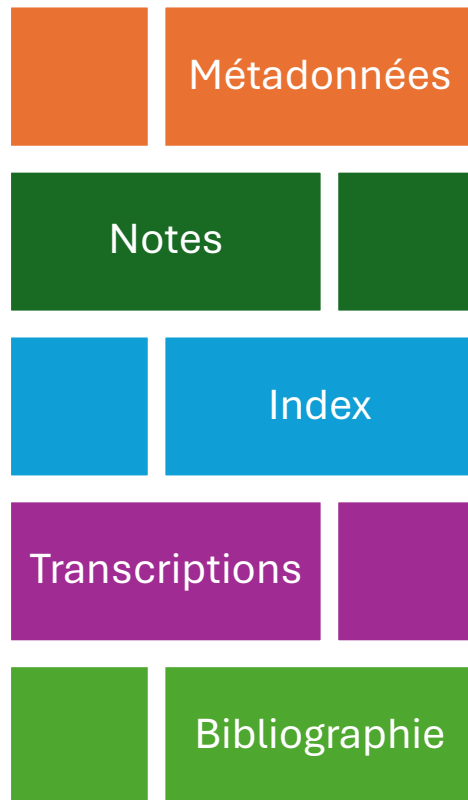 Métadonnées
Notes
Index
Transcriptions
Bibliographie